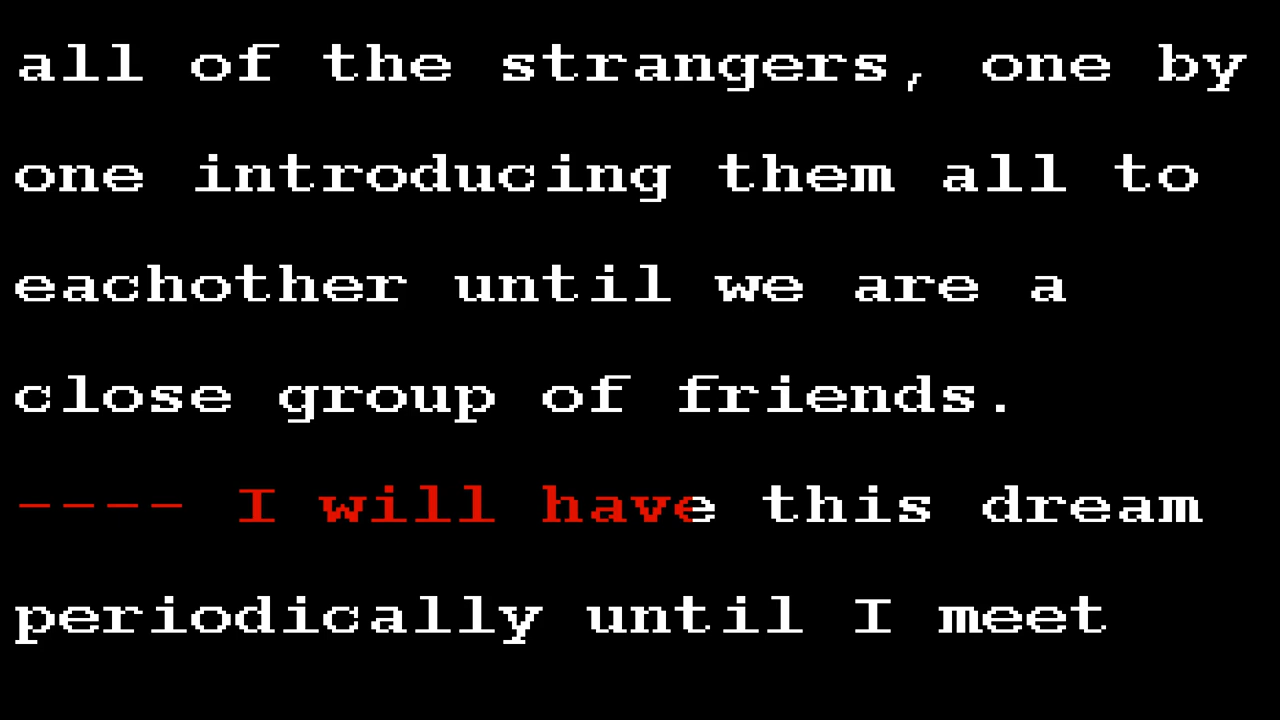 all of the strangers, one by
one introducing them all to
eachother until we are a
close group of friends.
---- I will have this dream
periodically until I meet